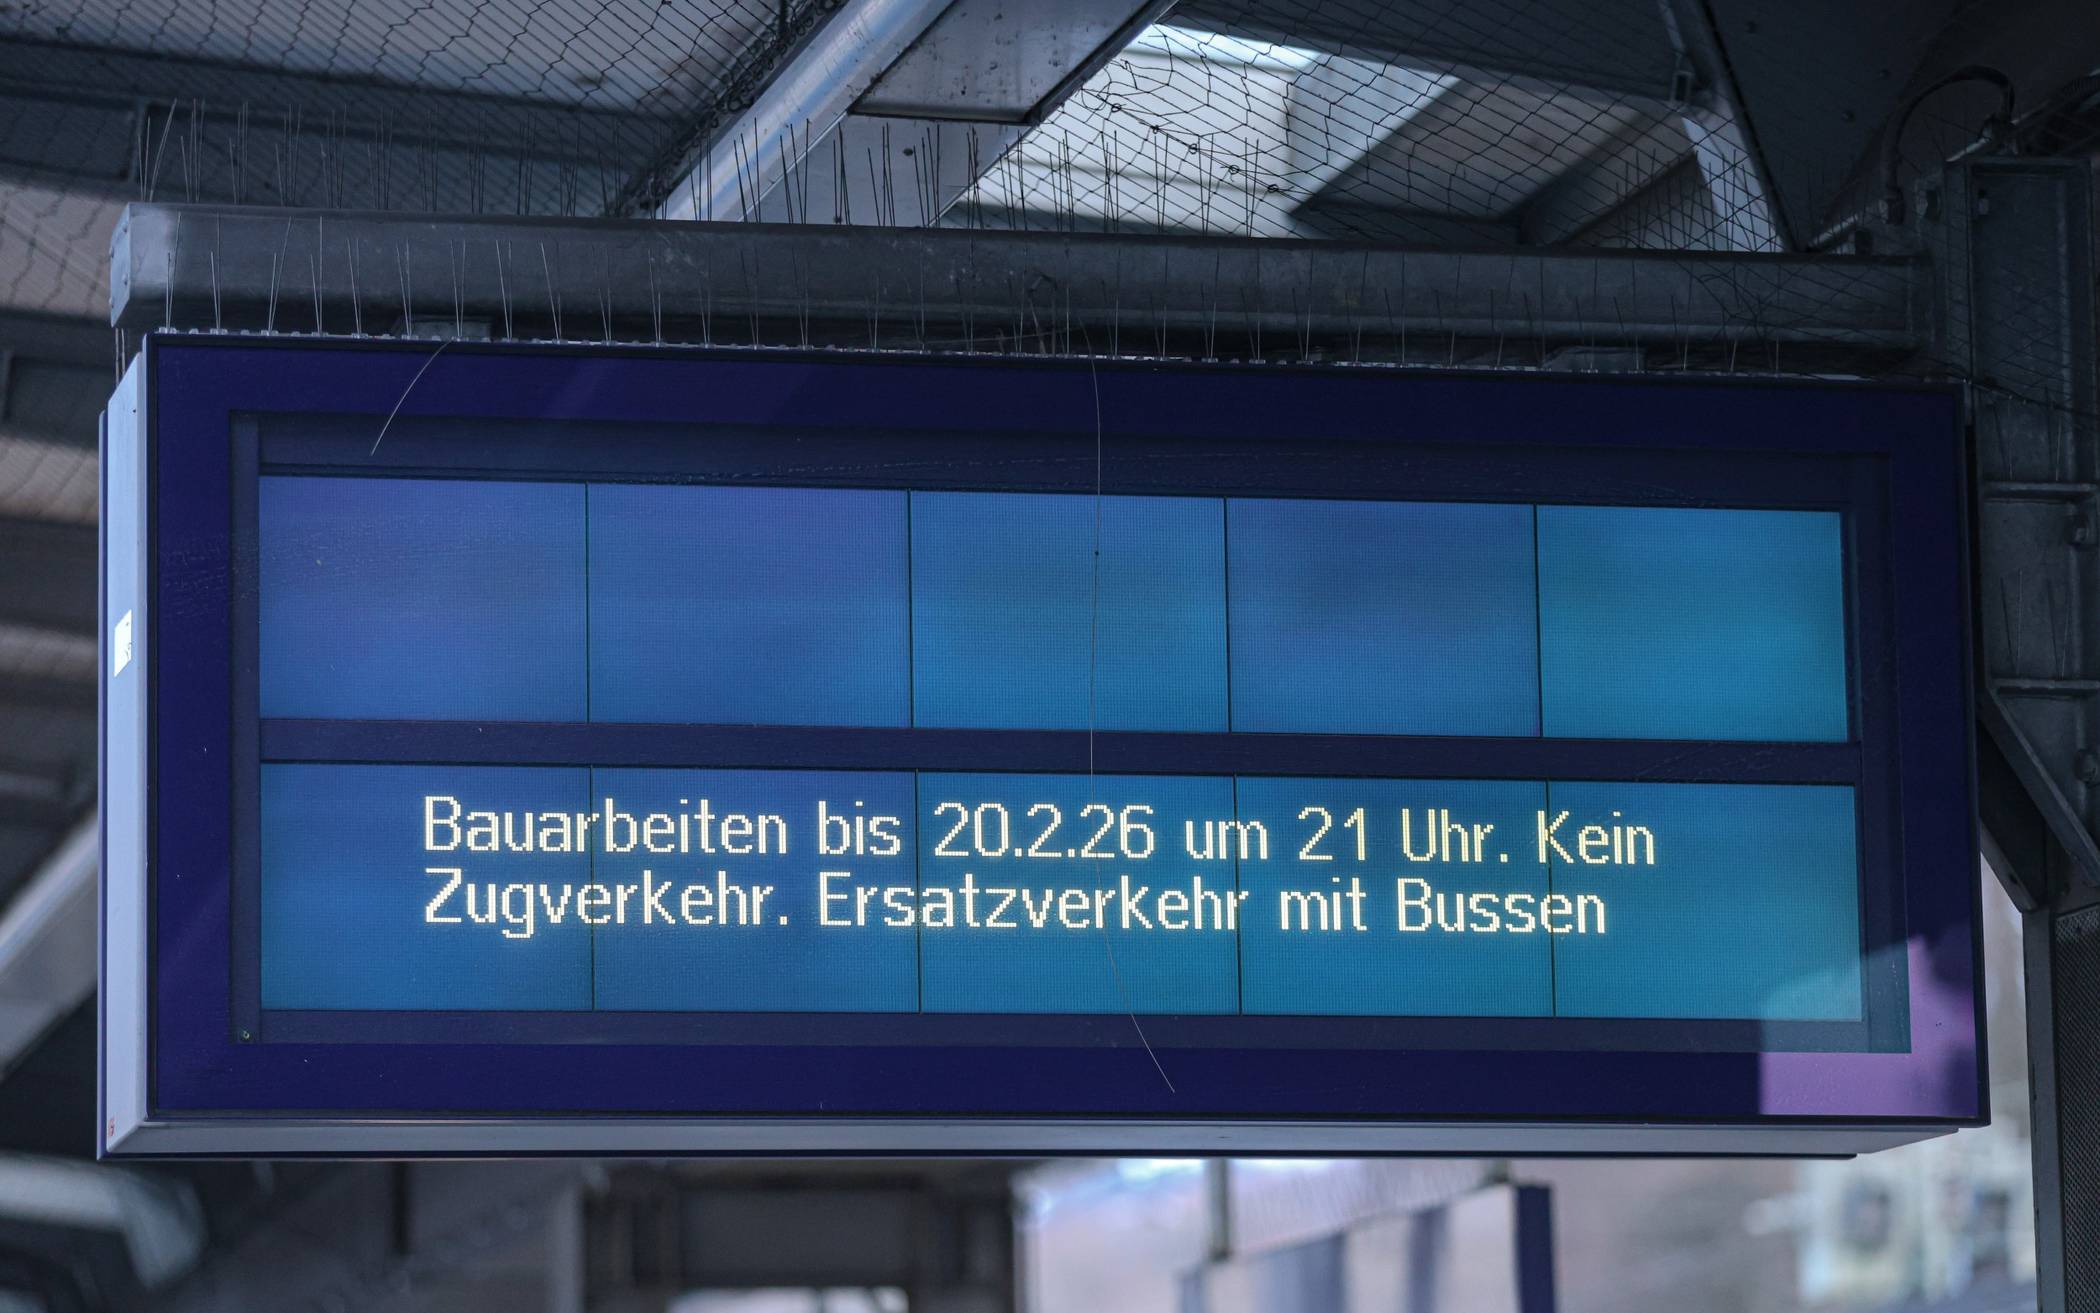 Bauarbeiten bis 20.2.26 um 21 Uhr. Kein
Zugverkehr. Ersatzverkehr mit Bussen